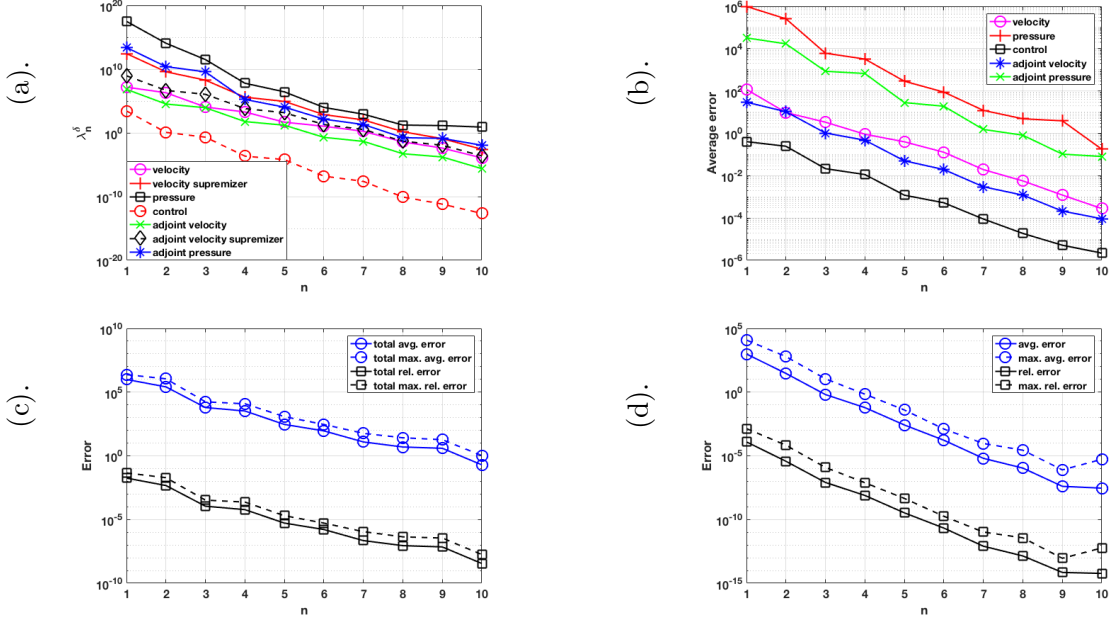 (a).
10^20
10^10
10^0
10^-10
10^-20
λ_n^δ
velocity
velocity supremizer
pressure
control
adjoint velocity
adjoint velocity supremizer
adjoint pressure
1 2 3 4 5 6 7 8 9 10
n
(b).
10^6
10^4
10^2
10^0
10^-2
10^-4
10^-6
Average error
velocity
pressure
control
adjoint velocity
adjoint pressure
1 2 3 4 5 6 7 8 9 10
n
(c).
10^10
10^5
10^0
10^-5
10^-10
Error
total avg. error
total max. avg. error
total rel. error
total max. rel. error
1 2 3 4 5 6 7 8 9 10
n
(d).
10^5
10^0
10^-5
10^-10
10^-15
Error
avg. error
max. avg. error
rel. error
max. rel. error
1 2 3 4 5 6 7 8 9 10
n